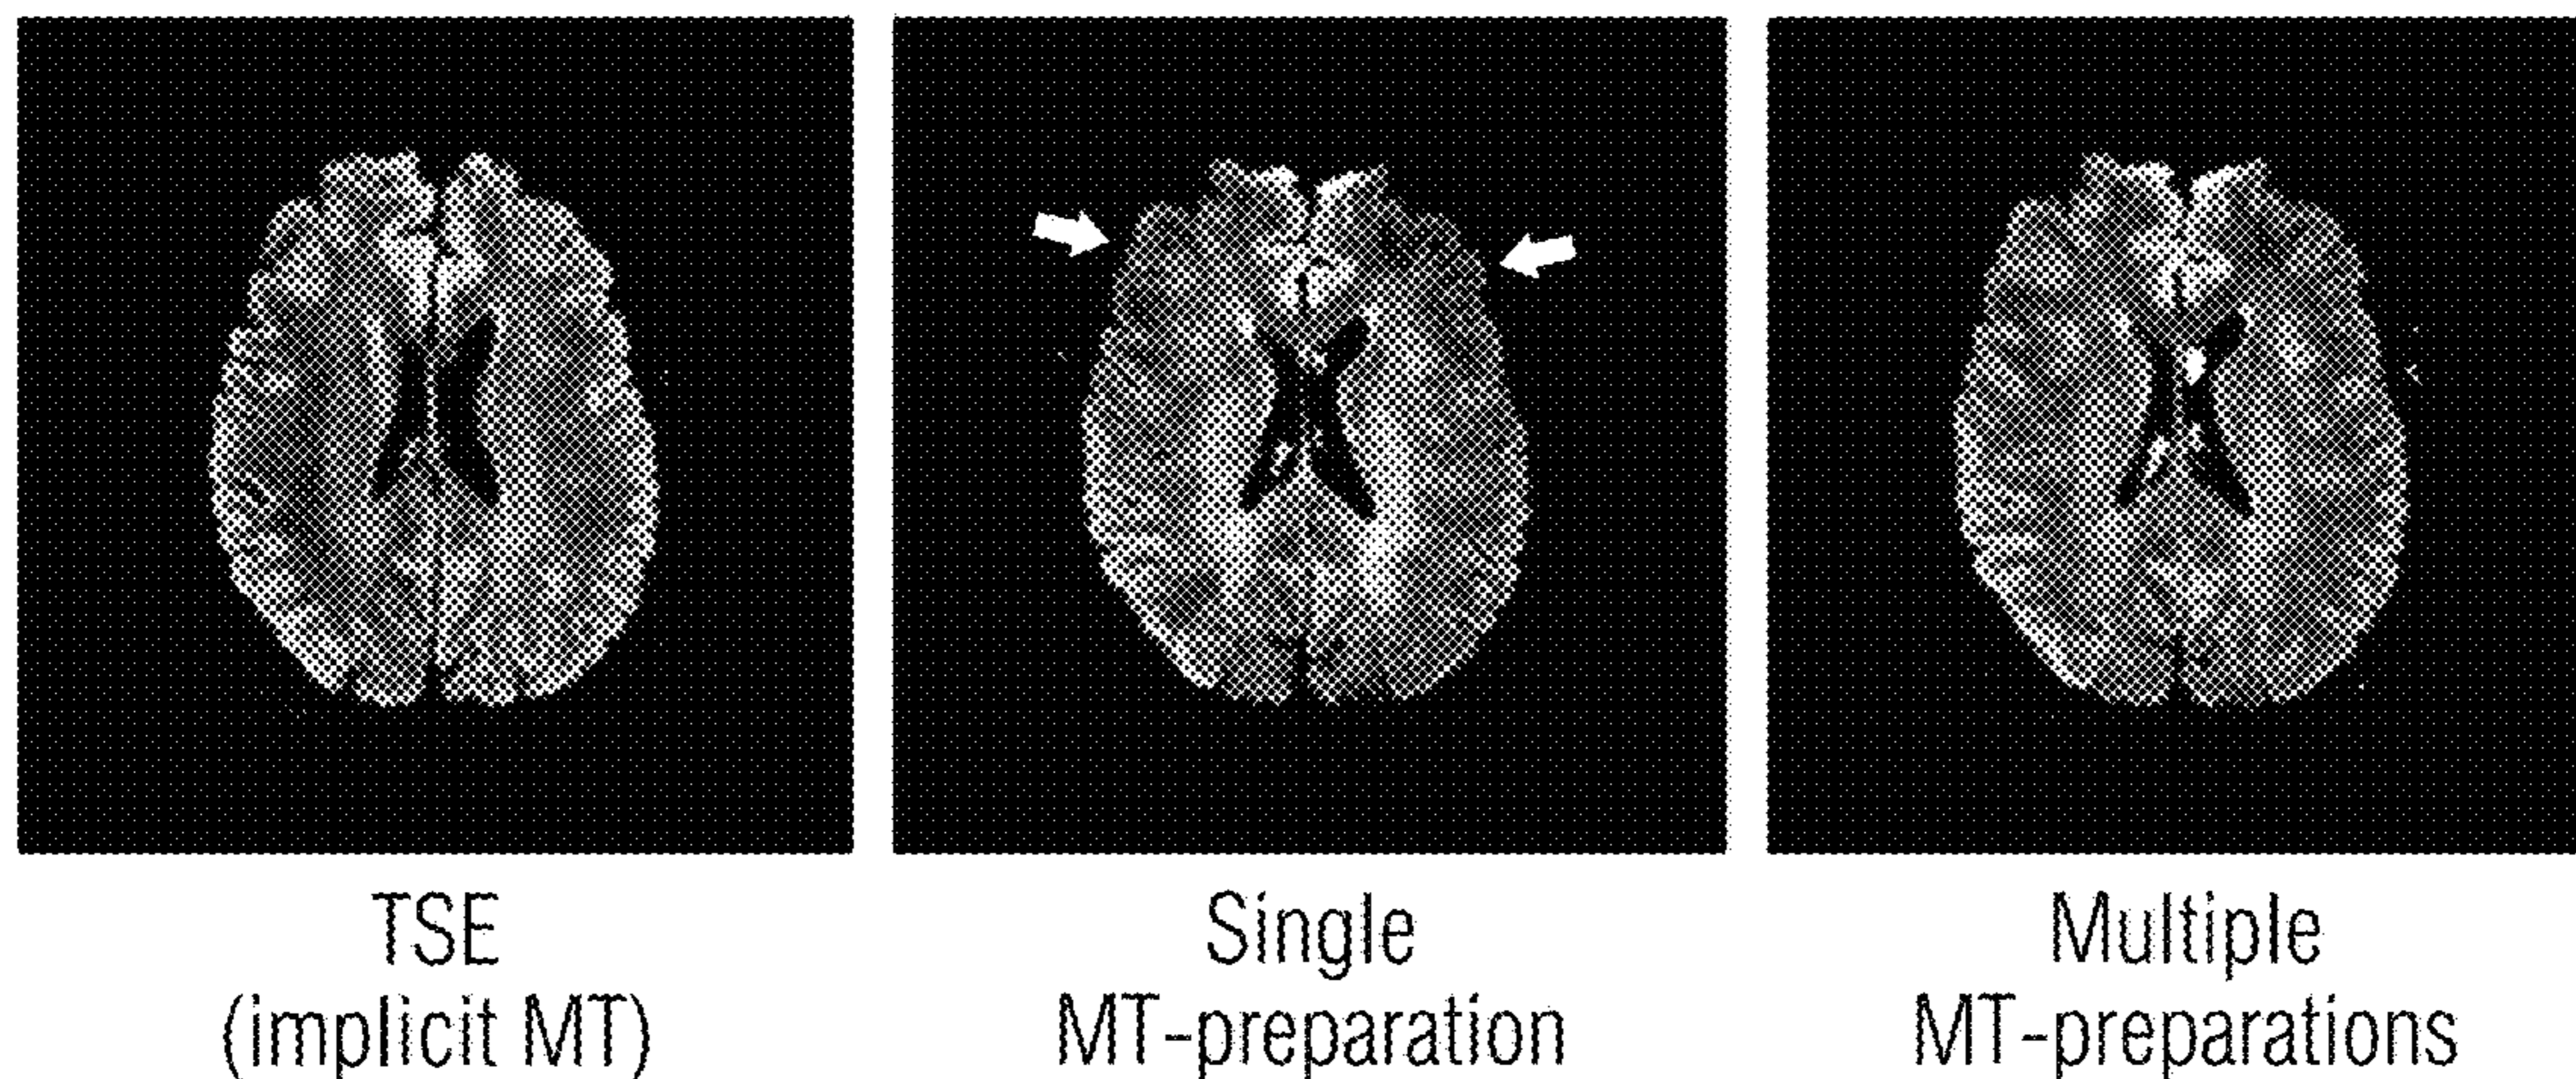 TSE
(implicit MT)
Single
MT-preparation
Multiple
MT-preparations